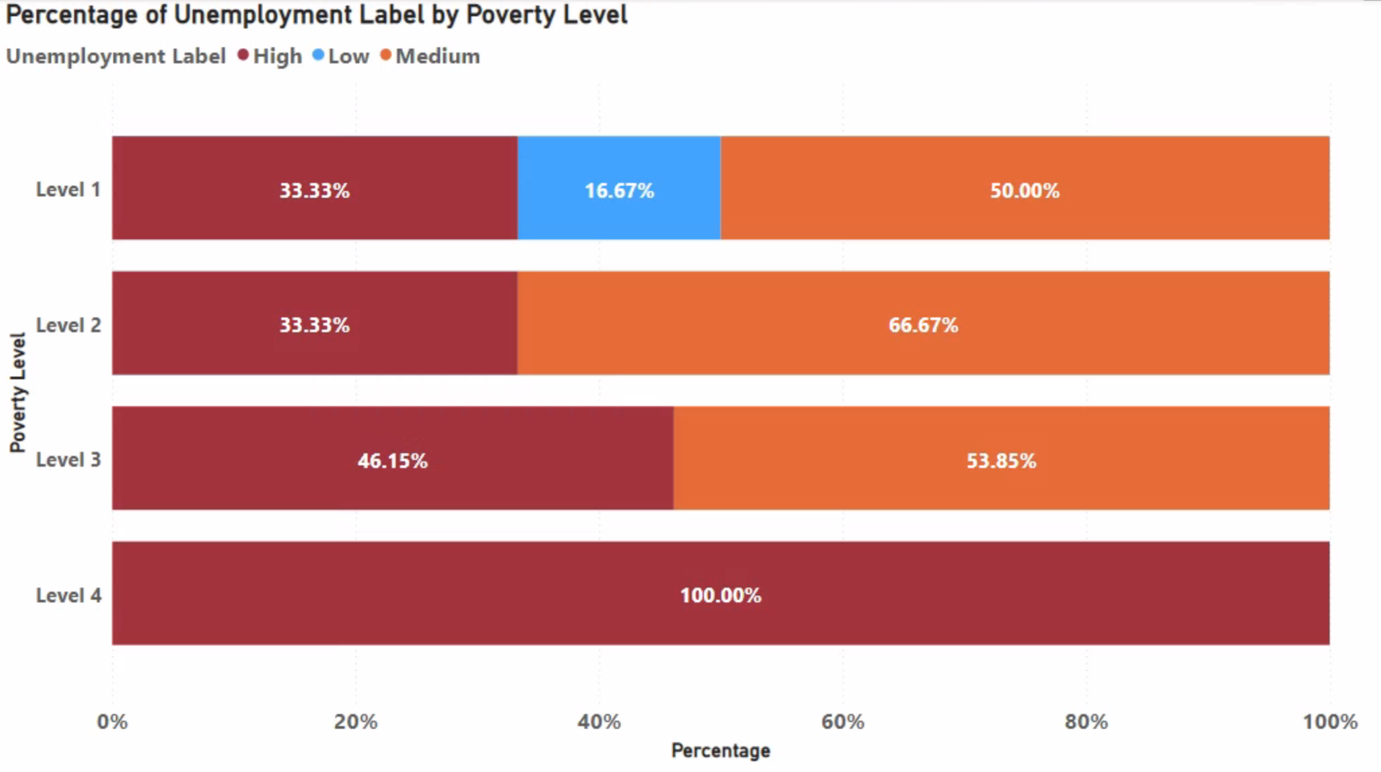 Percentage of Unemployment Label by Poverty Level
Unemployment Label High Low Medium
Level 1 33.33% 16.67% 50.00%
Level 2 33.33% 66.67%
Level 3 46.15% 53.85%
Level 4 100.00%
Poverty Level
0% 20% 40% 60% 80% 100%
Percentage